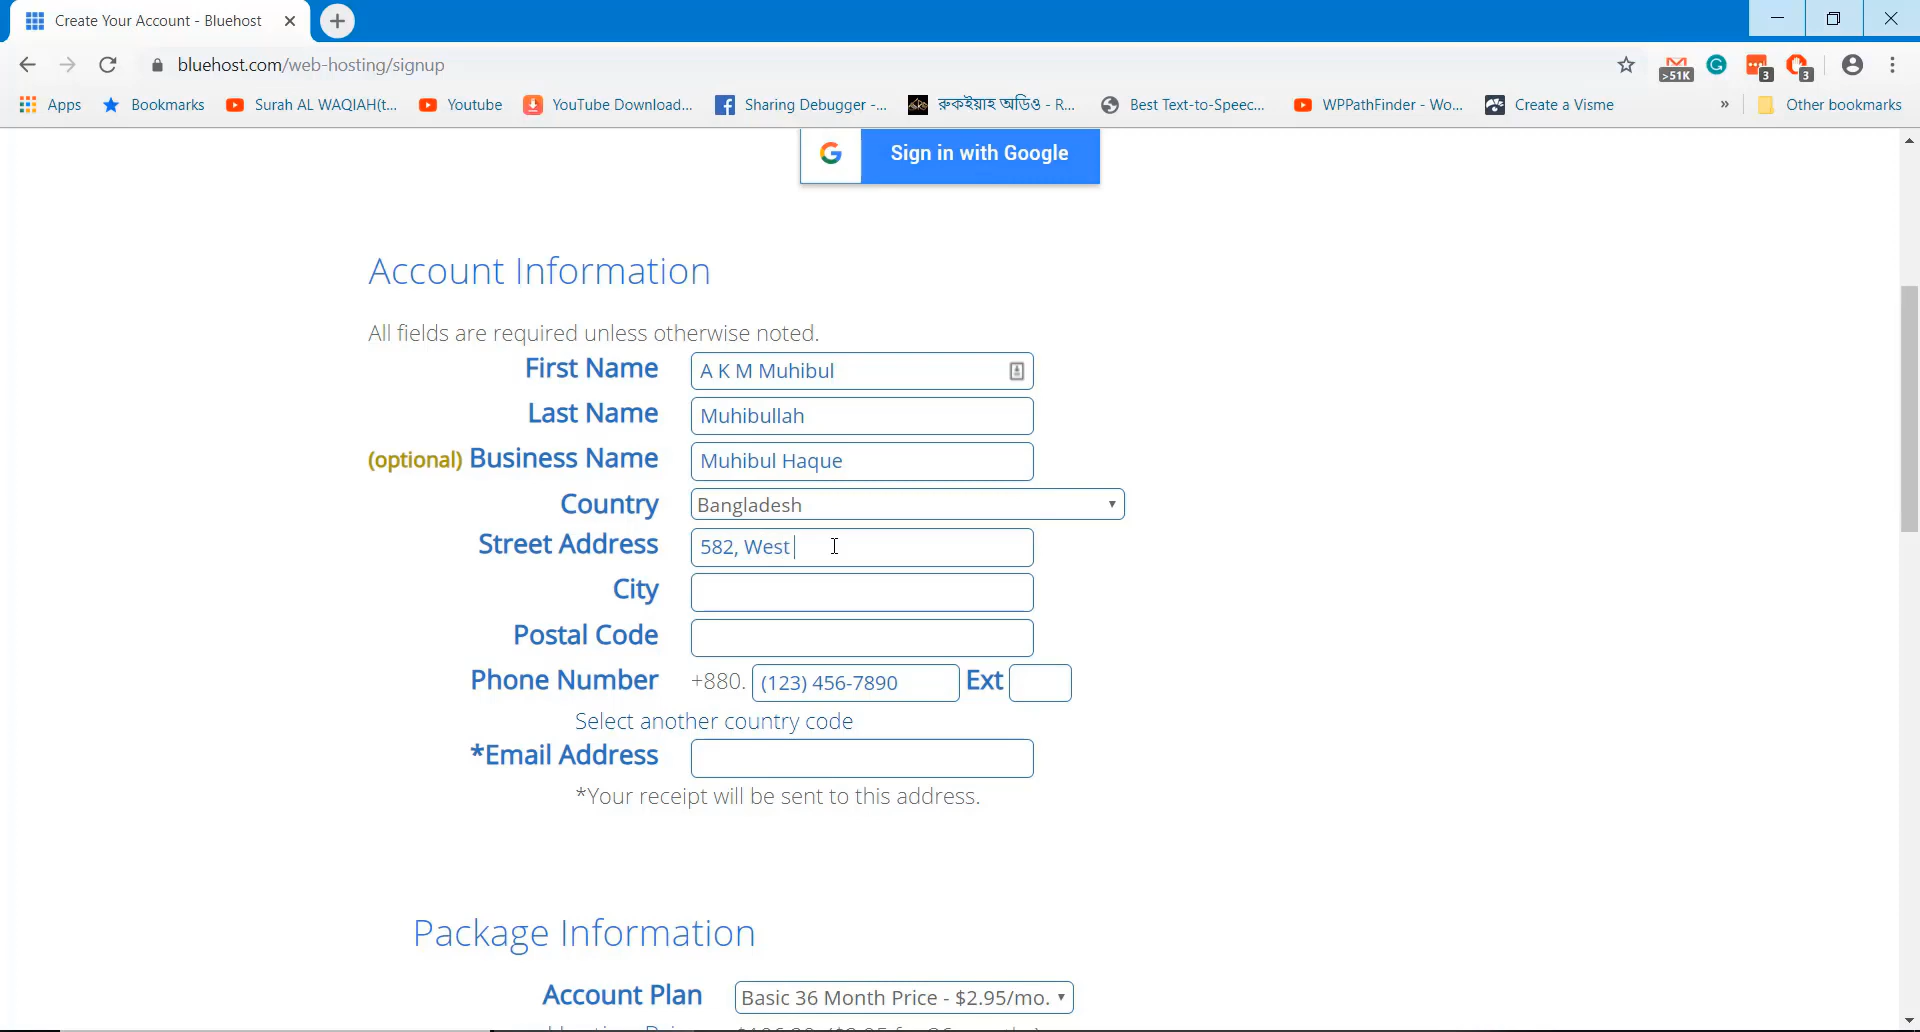 Create Your Account - Bluehost
bluehost.com/web-hosting/signup
>51K
3
3
Apps
Bookmarks
Surah AL WAQIAH(t...
Youtube
YouTube Download...
Sharing Debugger -...
রুকইয়াহ অডিও - R...
Best Text-to-Speec...
WPPathFinder - Wo...
Create a Visme
»
Other bookmarks
Sign in with Google
Account Information
All fields are required unless otherwise noted.
First Name A K M Muhibul
Last Name Muhibullah
(optional) Business Name Muhibul Haque
Country Bangladesh
Street Address 582, West
City
Postal Code
Phone Number +880. (123) 456-7890 Ext
Select another country code
*Email Address
*Your receipt will be sent to this address.
Package Information
Account Plan Basic 36 Month Price - $2.95/mo.